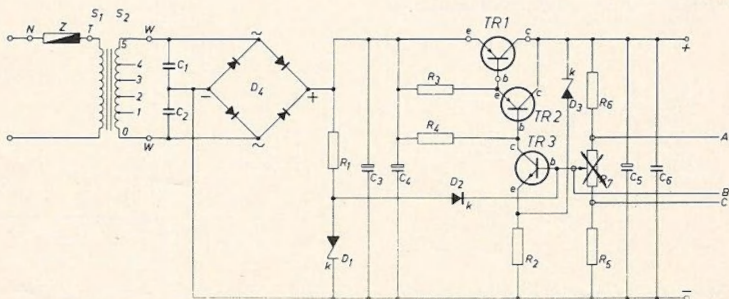 S1 S2
TR1
N Z T 5 W
e c
+
4
3
2
1
0
C1
C2
W
~
D4
− +
~
R3
b
e c
TR2
b
k
D3
R6
R4
c TR3
b
e
A
R7
B
C
C5 C6
R1
C3 C4
D2
k
k D1
R2
R5
−